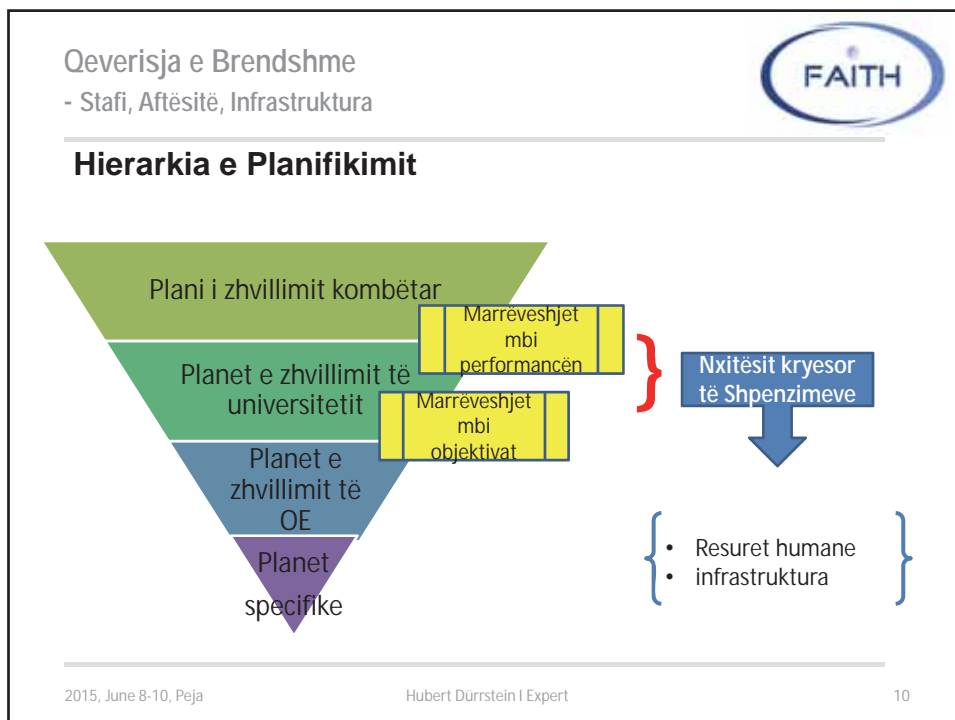 Qeverisja e Brendshme
- Stafi, Aftësitë, Infrastruktura
FAITH
Hierarkia e Planifikimit
Plani i zhvillimit kombëtar
Marrëveshjet
mbi
performancën
Planet e zhvillimit të
universitetit
Marrëveshjet
mbi
objektivat
Nxitësit kryesor
të Shpenzimeve
Planet e
zhvillimit të
OE
Planet
specifike
• Resuret humane
• infrastruktura
2015, June 8-10, Peja
Hubert Dürrstein I Expert
10